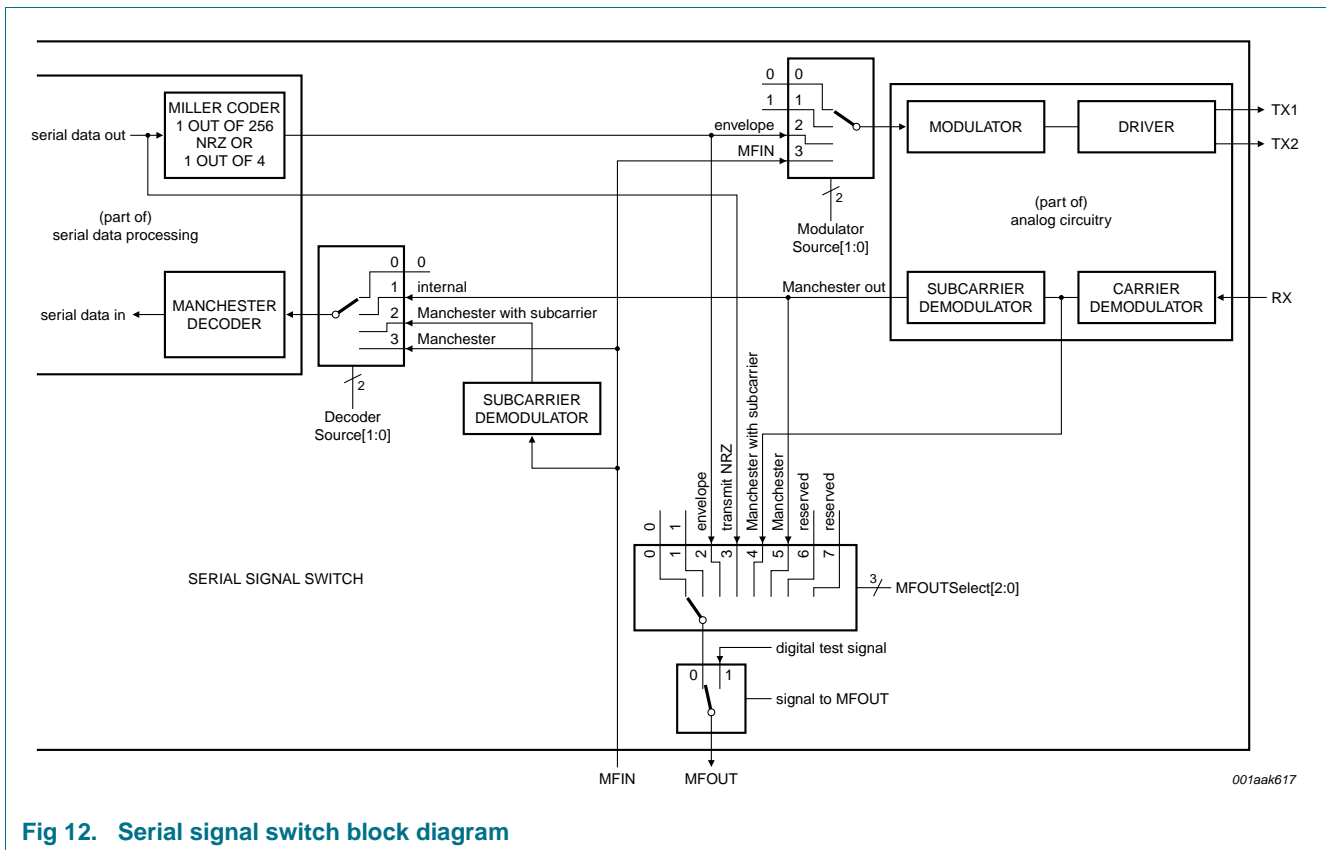 serial data out
MILLER CODER
1 OUT OF 256
NRZ OR
1 OUT OF 4
(part of)
serial data processing
serial data in
MANCHESTER
DECODER
0 0
1 internal
2 Manchester with subcarrier
3 Manchester
2
Decoder
Source[1:0]
SUBCARRIER
DEMODULATOR
0 0
1 1
envelope 2
MFIN 3
2
Modulator
Source[1:0]
MODULATOR
DRIVER
TX1
TX2
(part of)
analog circuitry
Manchester out
SUBCARRIER
DEMODULATOR
CARRIER
DEMODULATOR
RX
0 0
1 1
2 envelope
3 transmit NRZ
4 Manchester with subcarrier
5 Manchester
6 reserved
7 reserved
3
MFOUTSelect[2:0]
SERIAL SIGNAL SWITCH
digital test signal
0 1
signal to MFOUT
MFIN
MFOUT
001aak617
Fig 12. Serial signal switch block diagram